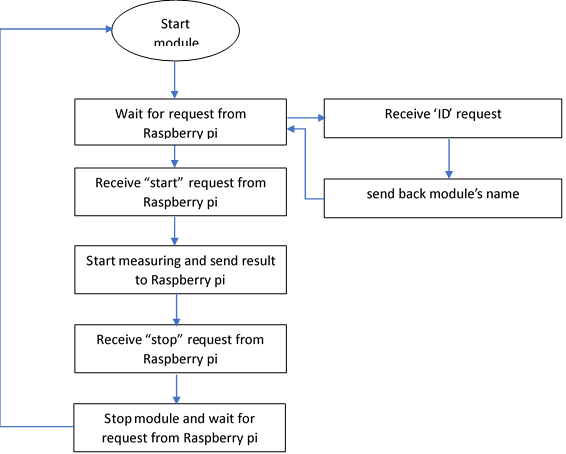 Start
module
Wait for request from
Raspberry pi
Receive ‘ID’ request
Receive “start” request from
Raspberry pi
send back module’s name
Start measuring and send result
to Raspberry pi
Receive “stop” request from
Raspberry pi
Stop module and wait for
request from Raspberry pi